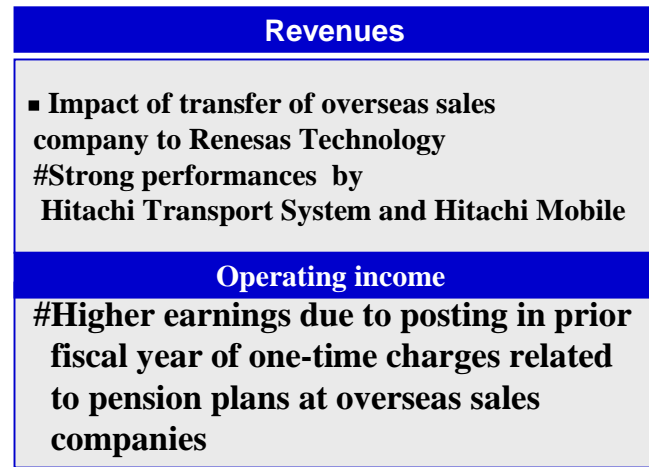 Revenues
▪ Impact of transfer of overseas sales
company to Renesas Technology
#Strong performances by
Hitachi Transport System and Hitachi Mobile
Operating income
#Higher earnings due to posting in prior
fiscal year of one-time charges related
to pension plans at overseas sales
companies